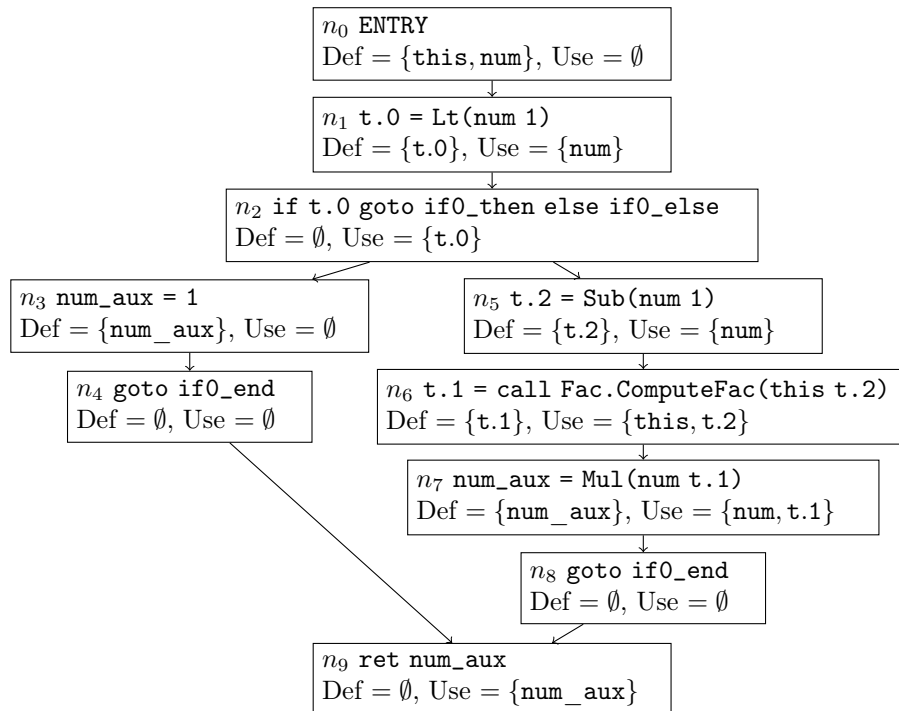 n₀ ENTRY
Def = {this, num}, Use = ∅
n₁ t.0 = Lt(num 1)
Def = {t.0}, Use = {num}
n₂ if t.0 goto if0_then else if0_else
Def = ∅, Use = {t.0}
n₃ num_aux = 1
Def = {num_aux}, Use = ∅
n₄ goto if0_end
Def = ∅, Use = ∅
n₅ t.2 = Sub(num 1)
Def = {t.2}, Use = {num}
n₆ t.1 = call Fac.ComputeFac(this t.2)
Def = {t.1}, Use = {this, t.2}
n₇ num_aux = Mul(num t.1)
Def = {num_aux}, Use = {num, t.1}
n₈ goto if0_end
Def = ∅, Use = ∅
n₉ ret num_aux
Def = ∅, Use = {num_aux}